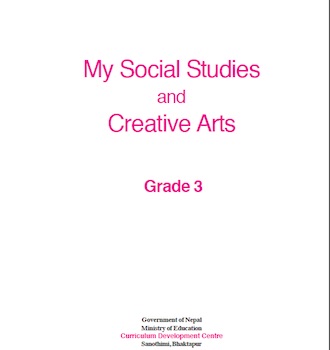 My Social Studies
and
Creative Arts
Grade 3
Government of Nepal
Ministry of Education
Curriculum Development Centre
Sanothimi, Bhaktapur